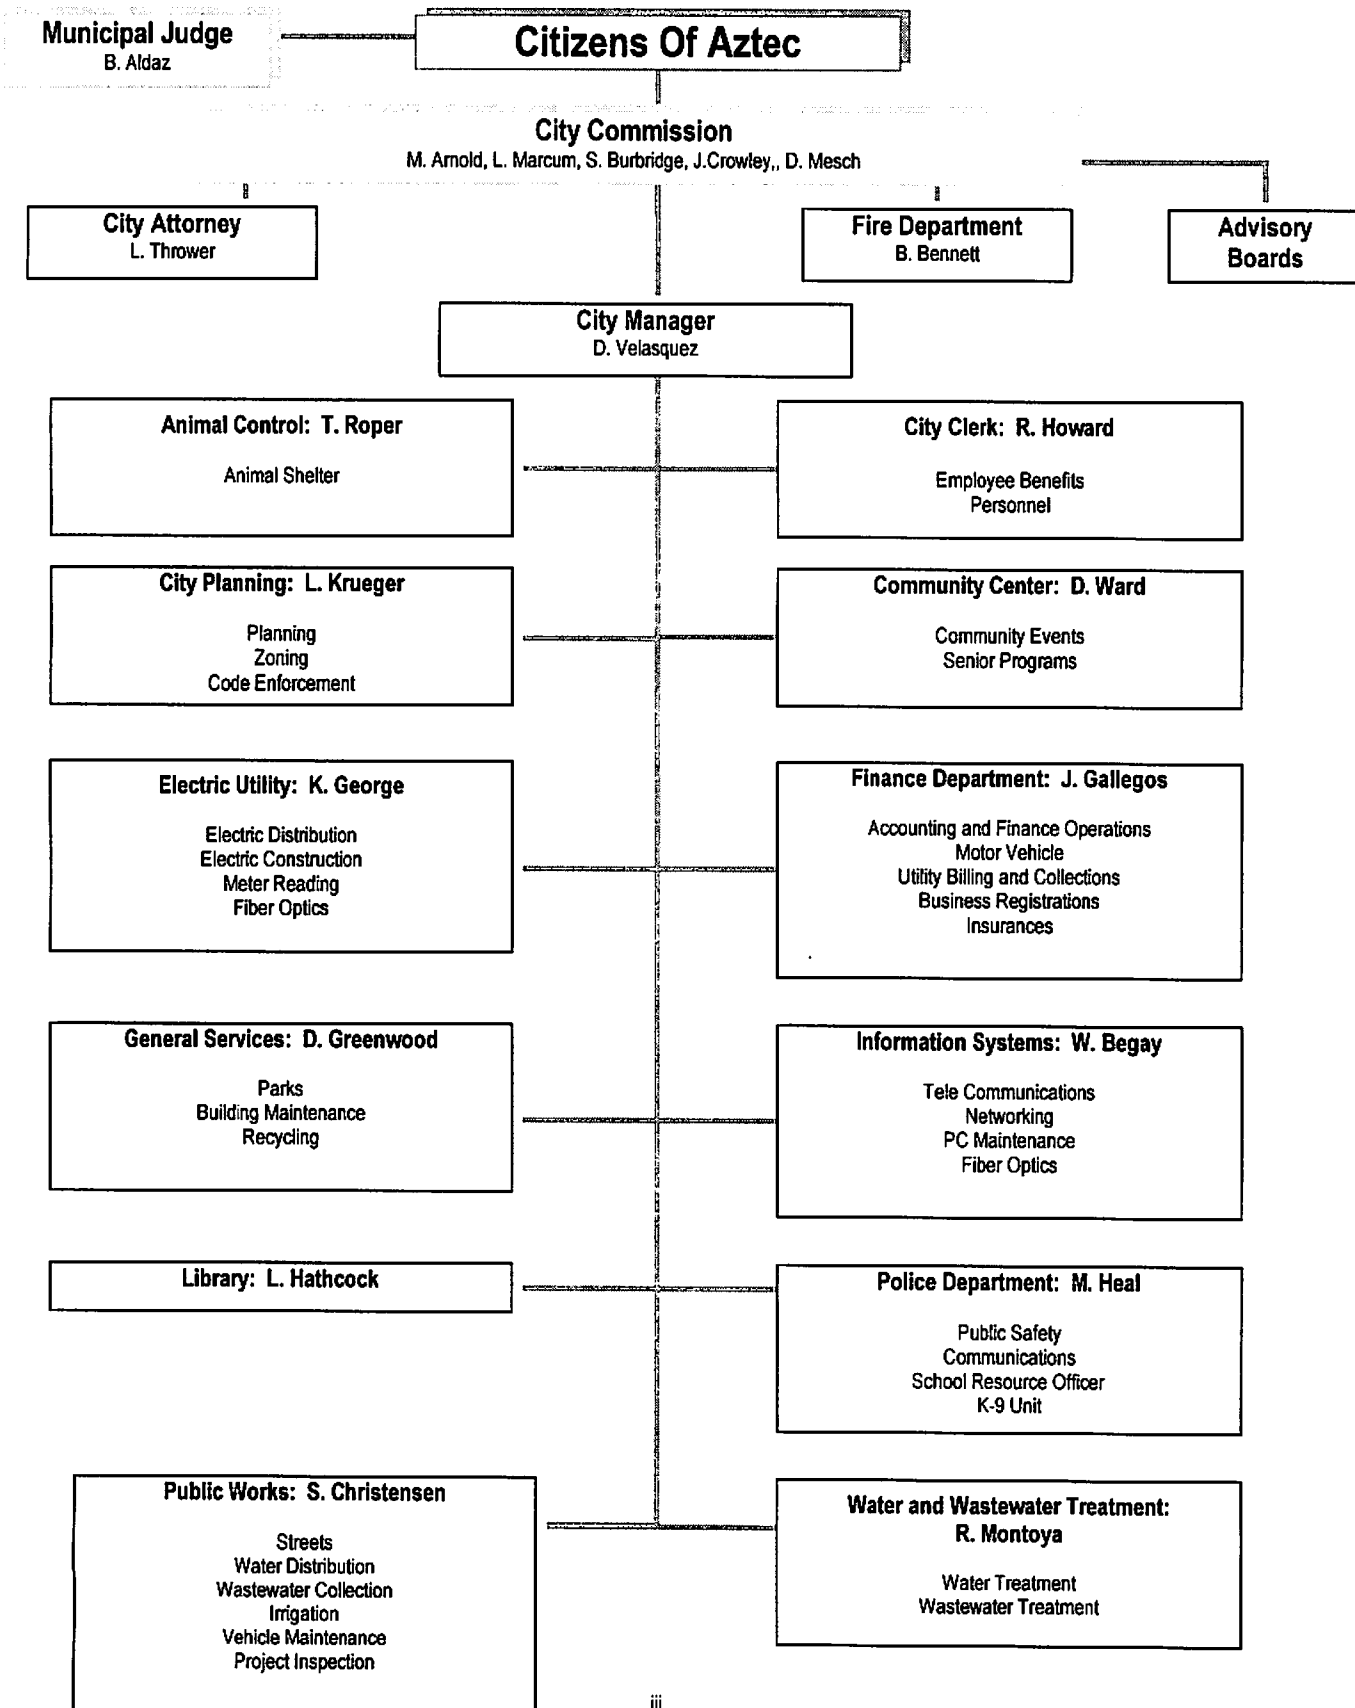 Municipal Judge
B. Aldaz
Citizens Of Aztec
City Commission
M. Arnold, L. Marcum, S. Burbridge, J.Crowley,, D. Mesch
City Attorney
L. Thrower
Fire Department
B. Bennett
Advisory
Boards
City Manager
D. Velasquez
Animal Control: T. Roper
Animal Shelter
City Clerk: R. Howard
Employee Benefits
Personnel
City Planning: L. Krueger
Planning
Zoning
Code Enforcement
Community Center: D. Ward
Community Events
Senior Programs
Electric Utility: K. George
Electric Distribution
Electric Construction
Meter Reading
Fiber Optics
Finance Department: J. Gallegos
Accounting and Finance Operations
Motor Vehicle
Utility Billing and Collections
Business Registrations
Insurances
General Services: D. Greenwood
Parks
Building Maintenance
Recycling
Information Systems: W. Begay
Tele Communications
Networking
PC Maintenance
Fiber Optics
Library: L. Hathcock
Police Department: M. Heal
Public Safety
Communications
School Resource Officer
K-9 Unit
Public Works: S. Christensen
Streets
Water Distribution
Wastewater Collection
Irrigation
Vehicle Maintenance
Project Inspection
Water and Wastewater Treatment:
R. Montoya
Water Treatment
Wastewater Treatment
iii